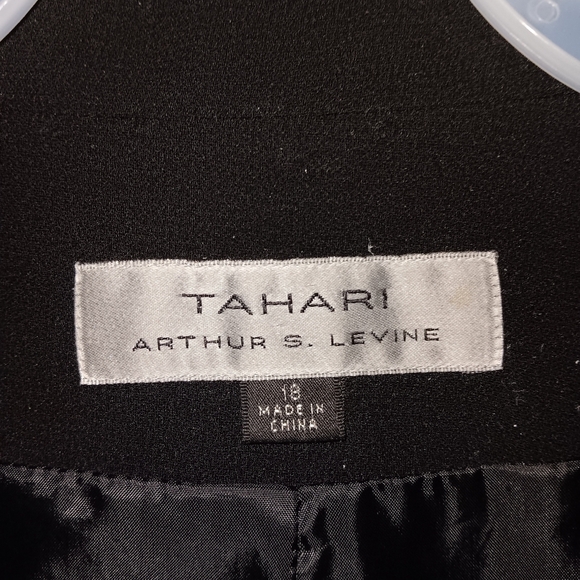 TAHARI
ARTHUR S. LEVINE
18
MADE IN
CHINA